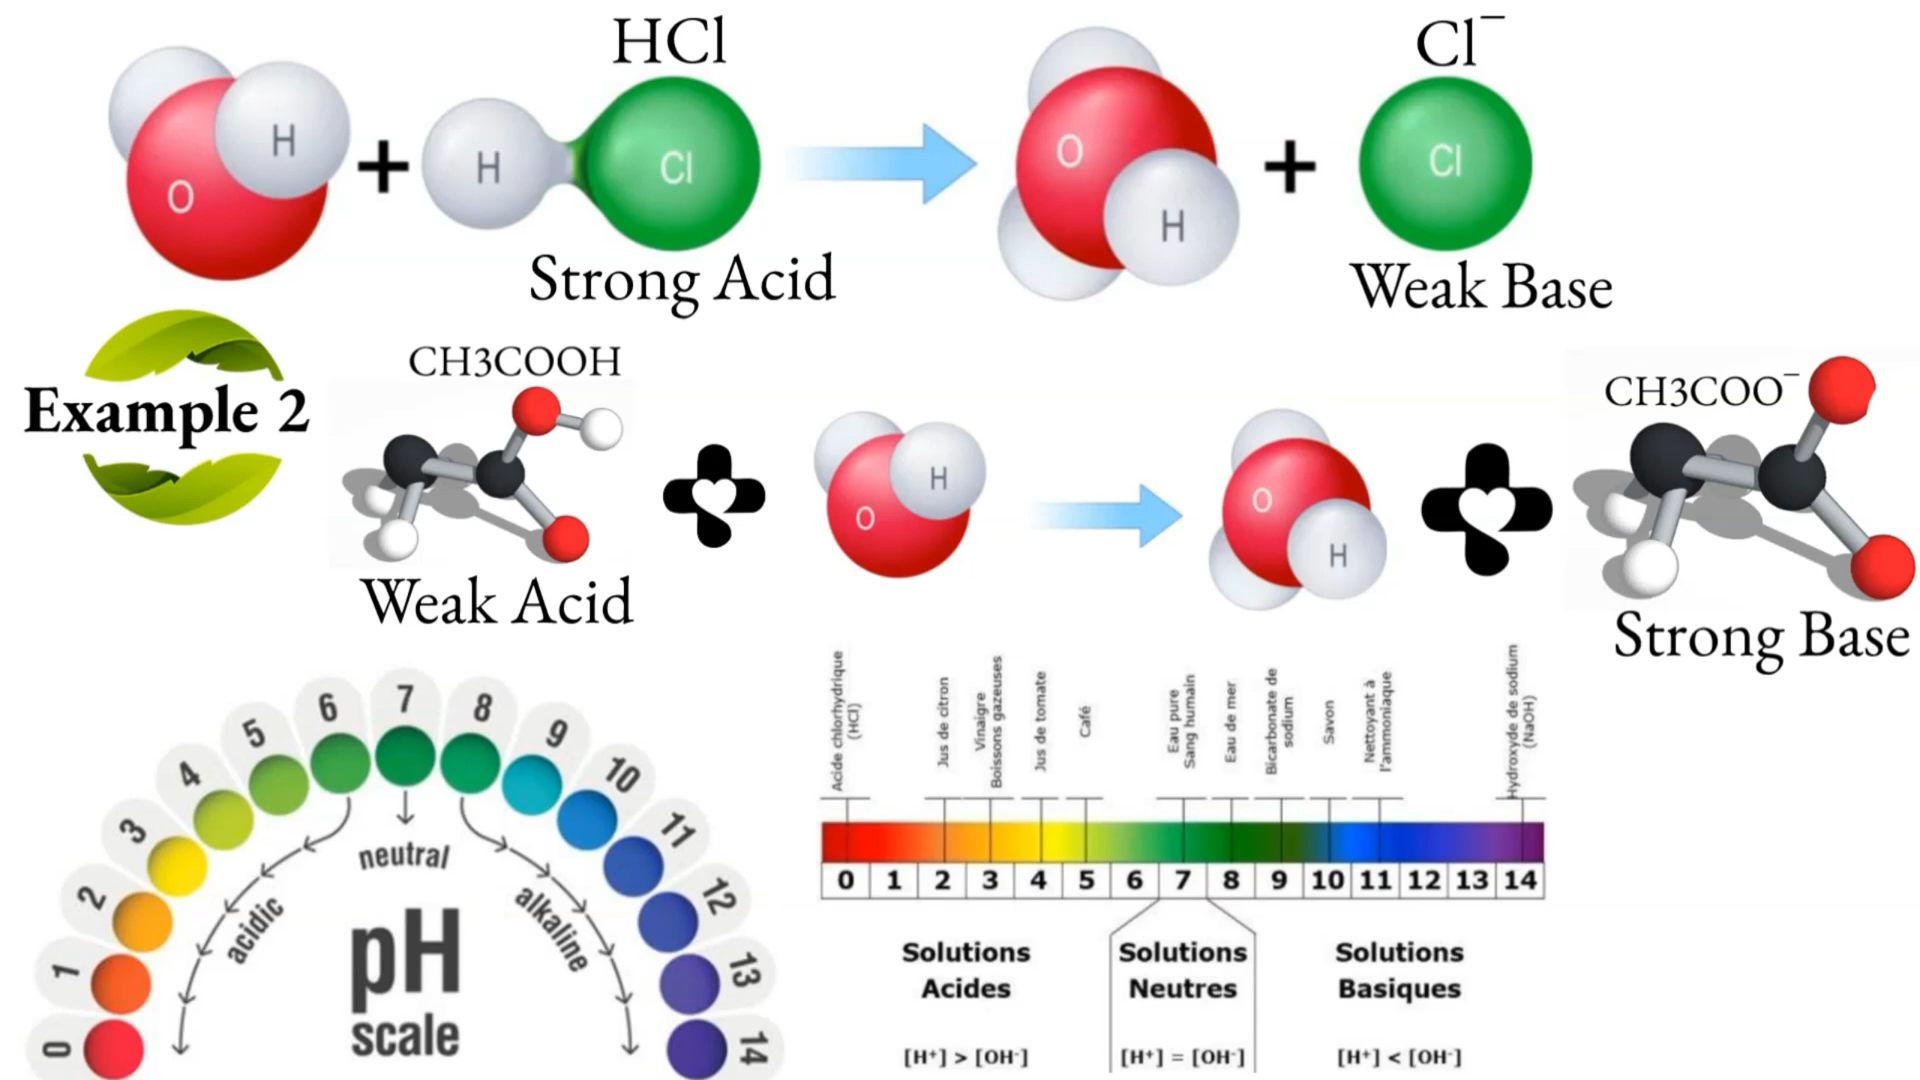 HCl
Cl⁻
O
H
H
Cl
O
H
Cl
Strong Acid
Weak Base
Example 2
CH3COOH
CH3COO⁻
O
H
O
H
Weak Acid
Strong Base
0
1
2
3
4
5
6
7
8
9
10
11
12
13
14
acidic
neutral
alkaline
pH
scale
Acide chlorhydrique
(HCl)
Jus de citron
Vinaigre
Boissons gazeuses
Jus de tomate
Café
Eau pure
Sang humain
Eau de mer
Bicarbonate de
sodium
Savon
Nettoyant à
l'ammoniaque
Hydroxyde de sodium
(NaOH)
0 1 2 3 4 5 6 7 8 9 10 11 12 13 14
Solutions
Acides
[H⁺] > [OH⁻]
Solutions
Neutres
[H⁺] = [OH⁻]
Solutions
Basiques
[H⁺] < [OH⁻]